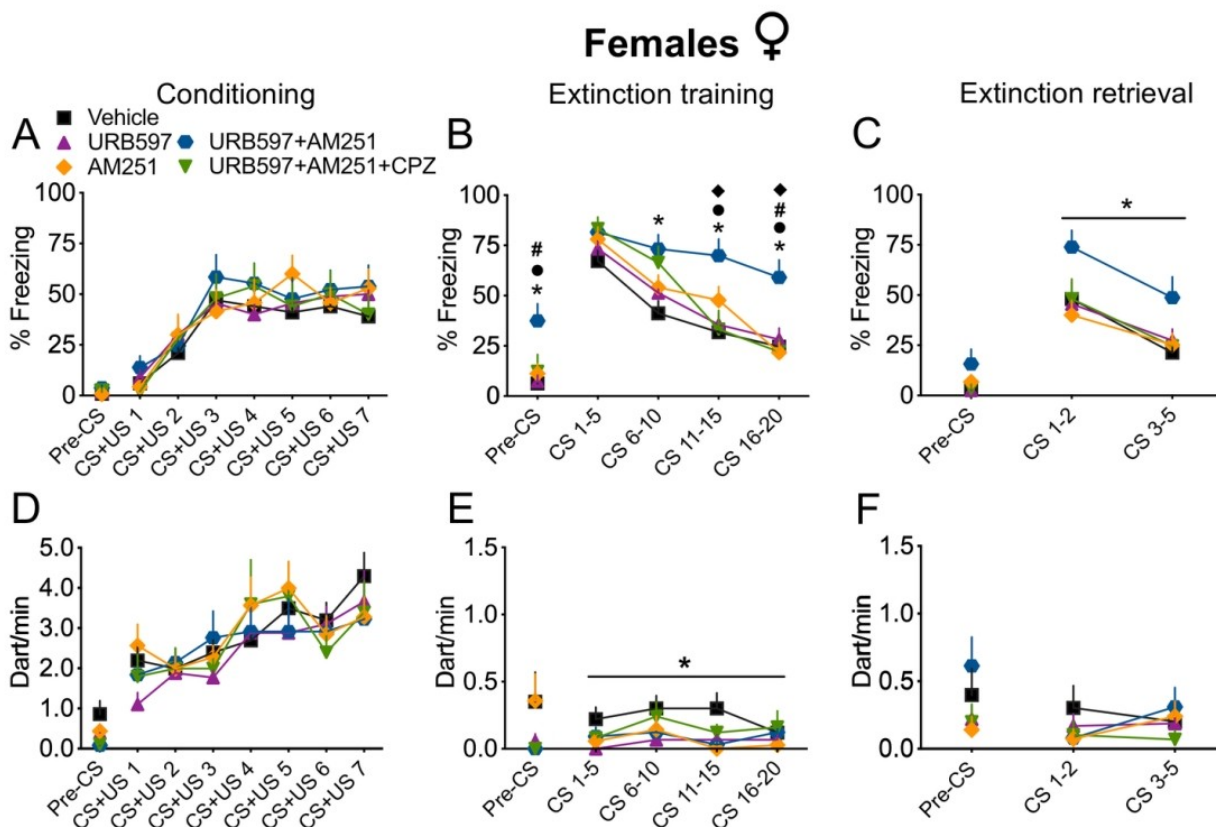 Females ♀
Conditioning
Extinction training
Extinction retrieval
Vehicle
URB597
URB597+AM251
AM251
URB597+AM251+CPZ
A
% Freezing
100
75
50
25
0
Pre-CS
CS+US 1
CS+US 2
CS+US 3
CS+US 4
CS+US 5
CS+US 6
CS+US 7
B
% Freezing
100
75
50
25
0
#
*
*
*
#
*
Pre-CS
CS 1-5
CS 6-10
CS 11-15
CS 16-20
C
% Freezing
100
75
50
25
0
*
Pre-CS
CS 1-2
CS 3-5
D
Dart/min
5.0
4.0
3.0
2.0
1.0
0.0
Pre-CS
CS+US 1
CS+US 2
CS+US 3
CS+US 4
CS+US 5
CS+US 6
CS+US 7
E
Dart/min
1.5
1.0
0.5
0.0
*
Pre-CS
CS 1-5
CS 6-10
CS 11-15
CS 16-20
F
Dart/min
1.5
1.0
0.5
0.0
Pre-CS
CS 1-2
CS 3-5